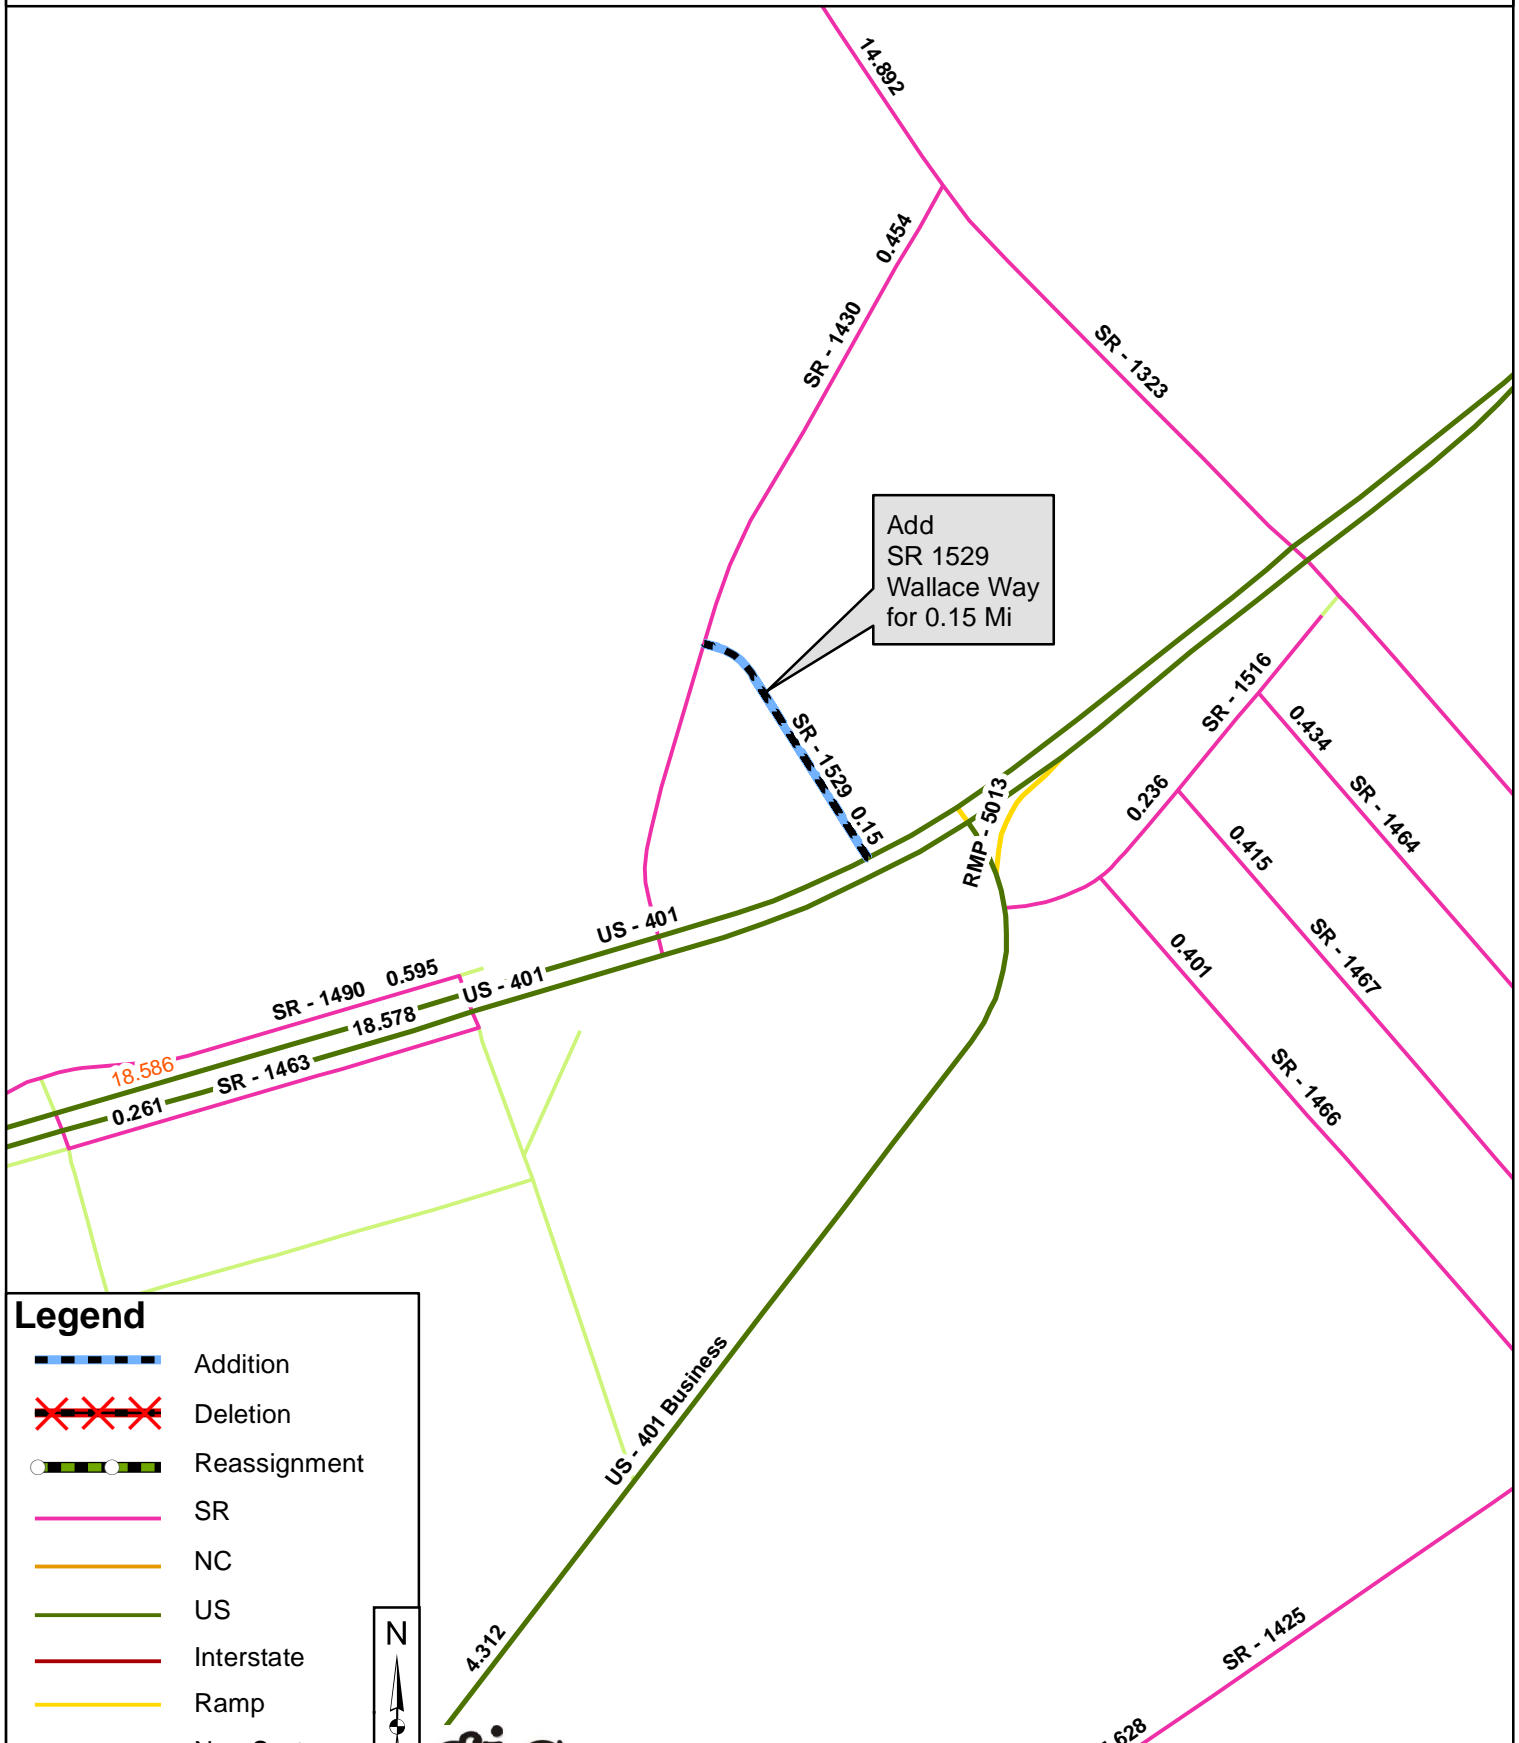 14.892
0.454
SR - 1430
SR - 1323
Add
SR 1529
Wallace Way
for 0.15 Mi
SR - 1529 0.15
SR - 1516
0.434
SR - 1464
0.236
RMP - 5013
0.415
SR - 1467
0.401
SR - 1466
US - 401
SR - 1490 0.595
US - 401
18.578
18.586
SR - 1463
0.261
US - 401 Business
4.312
SR - 1425
Legend
Addition
Deletion
Reassignment
SR
NC
US
Interstate
Ramp
N